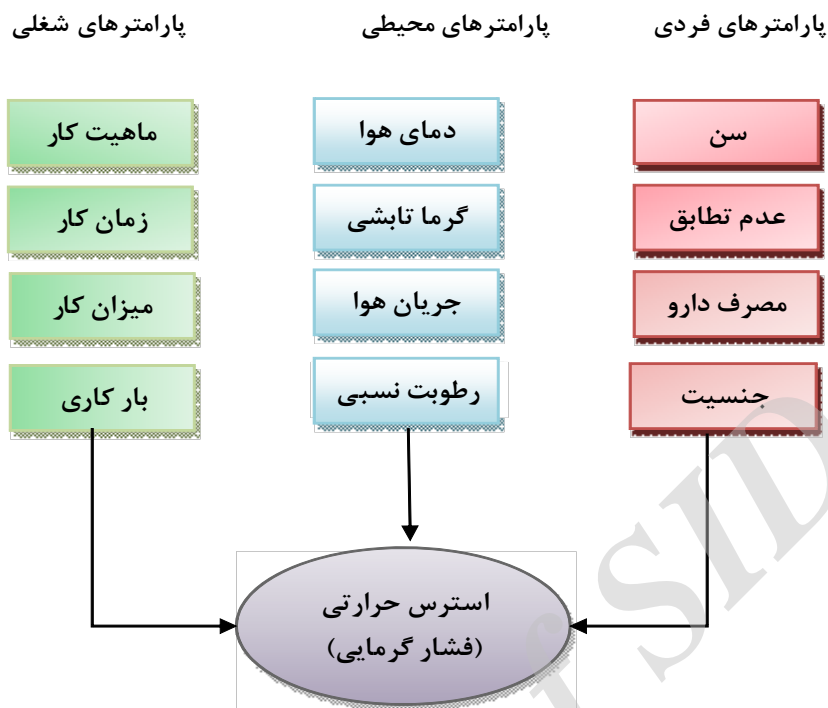 پارامترهای فردی
پارامترهای محیطی
پارامترهای شغلی
سن
دمای هوا
ماهیت کار
عدم تطابق
گرما تابشی
زمان کار
مصرف دارو
جریان هوا
میزان کار
جنسیت
رطوبت نسبی
بار کاری
استرس حرارتی
(فشار گرمایی)
f SID